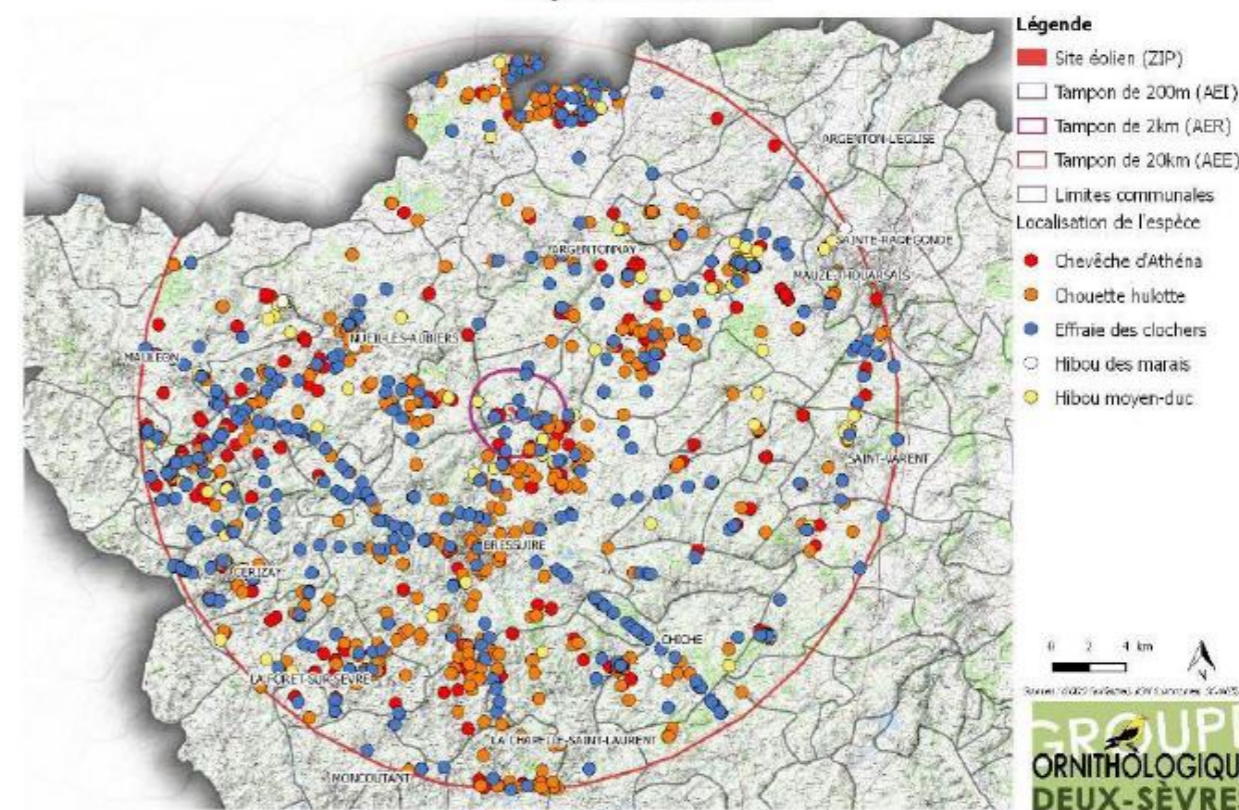 Légende
Site éolien (ZIP)
Tampon de 200m (AEI)
Tampon de 2km (AER)
Tampon de 20km (AEE)
Limites communales
Localisation de l'espèce
Chevêche d'Athéna
Chouette hulotte
Effraie des clochers
Hibou des marais
Hibou moyen-duc
ARGENTON-L'EGLISE
ARGENTONNAY
SAINTE-RADEGONDE
MAUZE-THOUARSAIS
NUEIL-LES-AUBIERS
MAULEON
SAINT-VARENT
BRESSUIRE
CERIZAY
CHICHE
LA FORET-SUR-SEVRE
LA CHAPELLE-SAINT-LAURENT
MONCOUTANT
0 2 4 km
GROUPE
ORNITHOLOGIQU
DEUX-SÈVRE